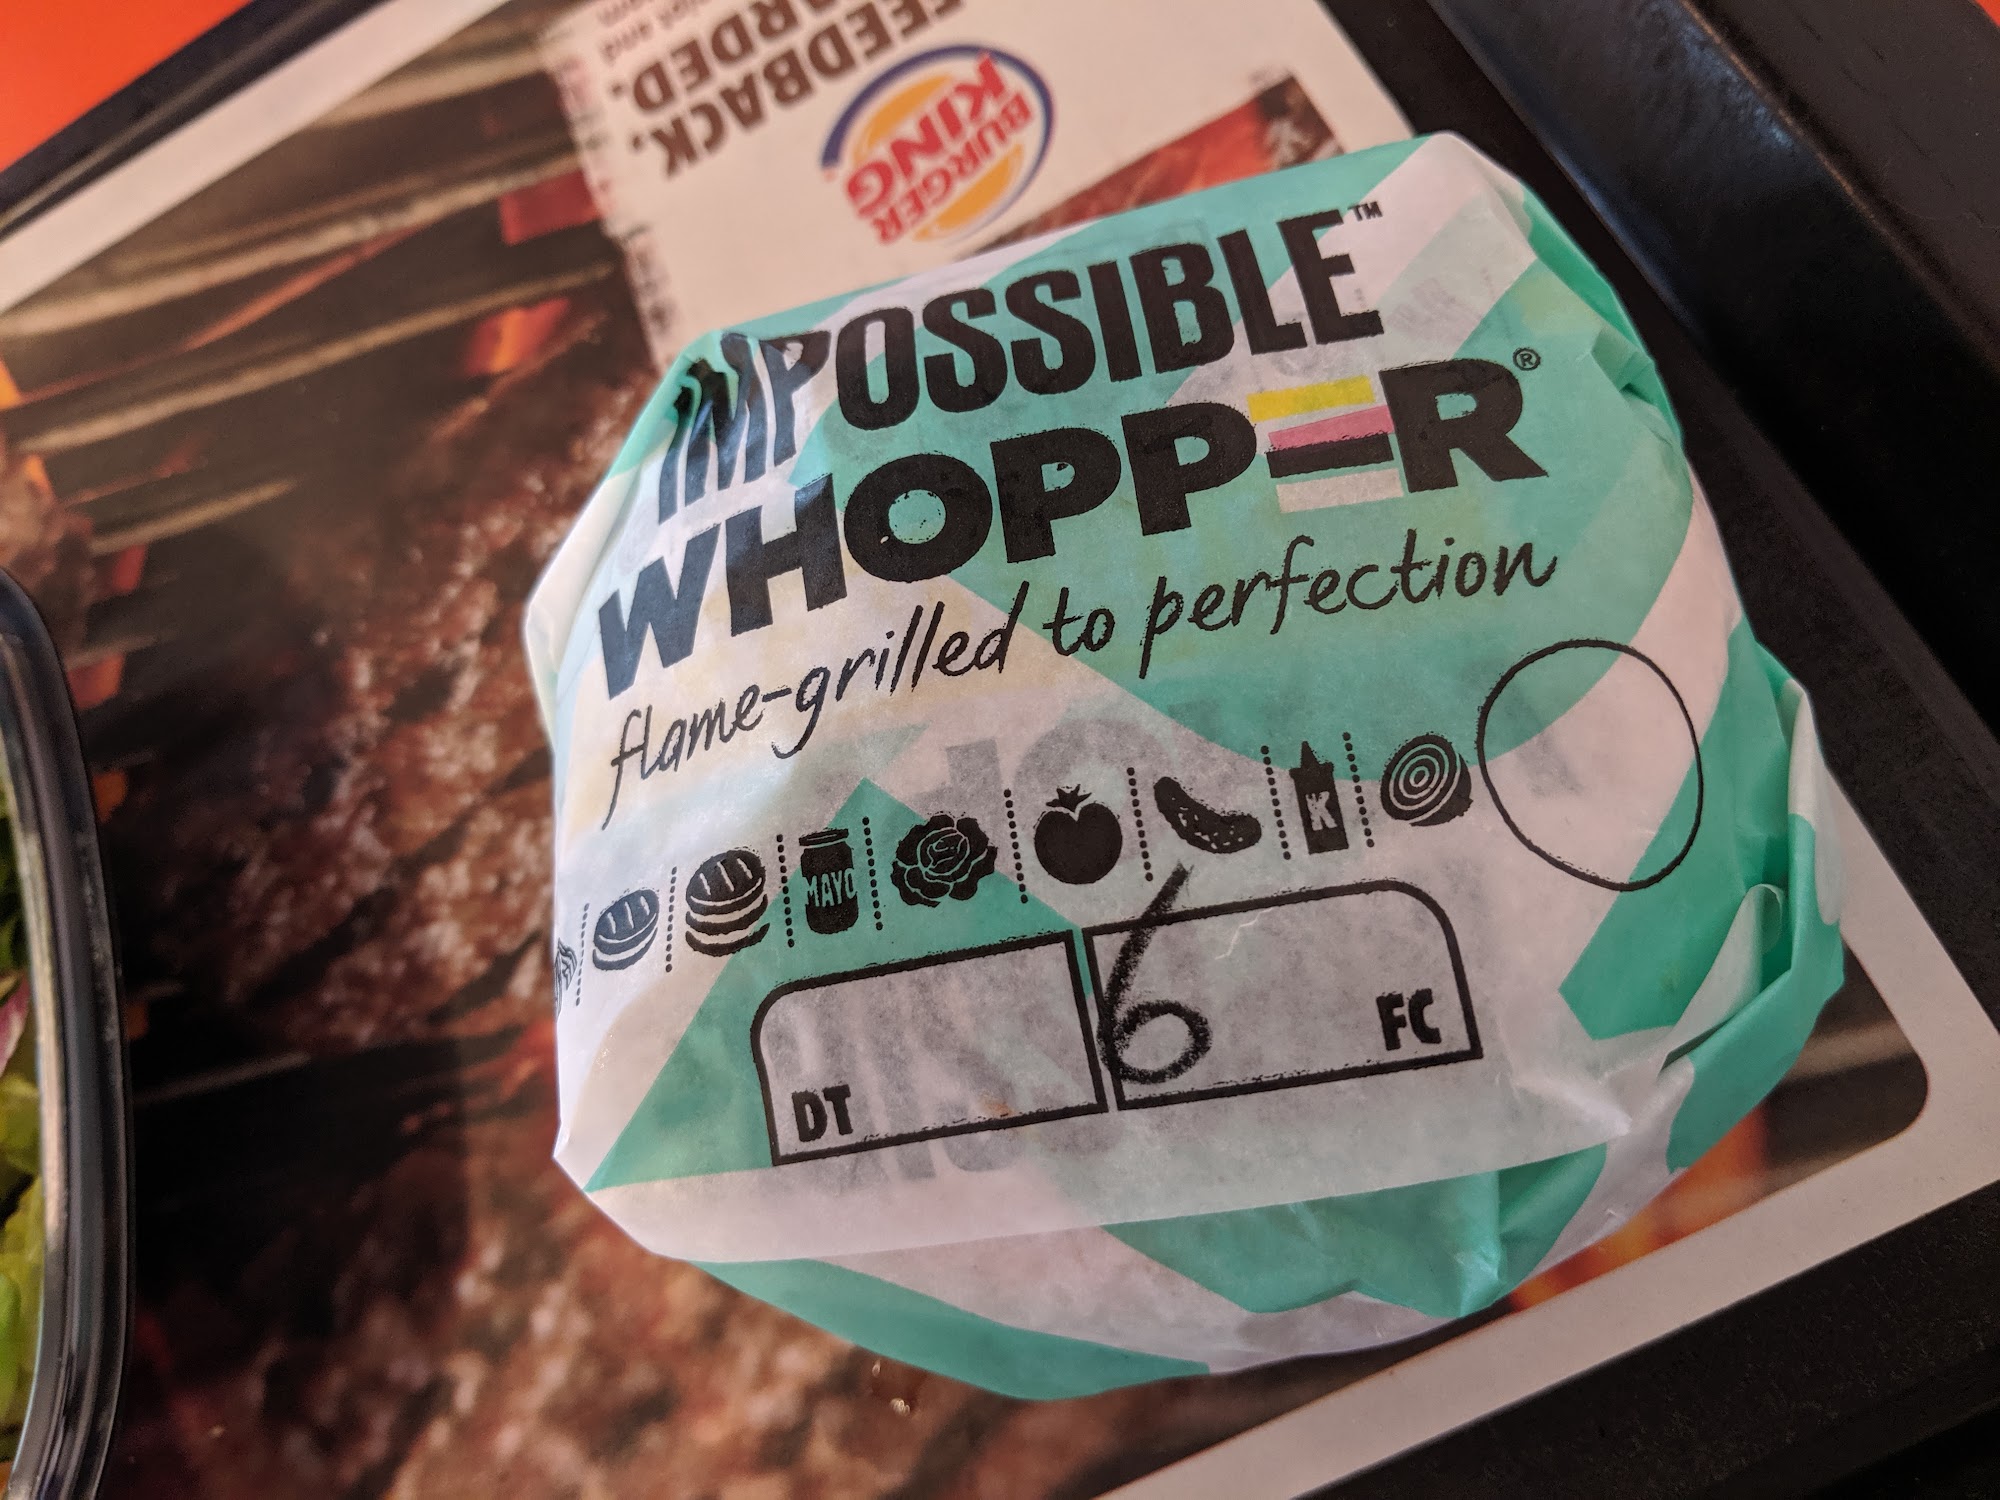 FEEDBACK.
BURGER
KING
IMPOSSIBLE™
WHOPPER®
flame-grilled to perfection
MAYO
K
6
DT
FC